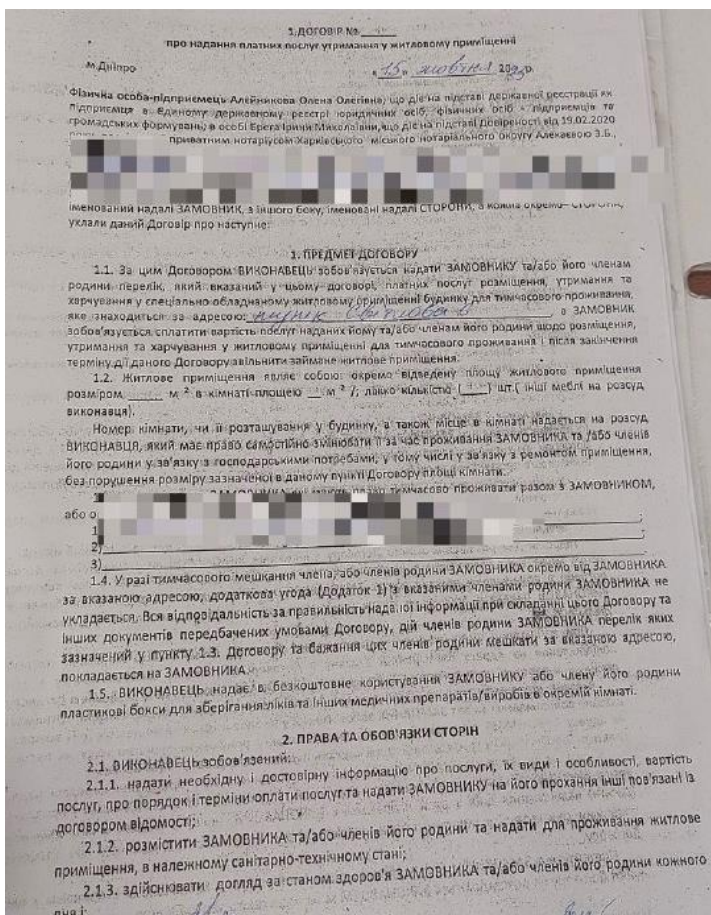 ДОГОВІР №
про надання платних послуг утримання у житловому приміщенні
м.Дніпро « 15 » жовтня 20
Фізична особа-підприємець Алейникова Олена Олегівна, що діє на підставі державної реєстрації як
підприємця в Єдиному державному реєстрі юридичних осіб, фізичних осіб - підприємців та
громадських формувань, в особі Ерєга Ірини Миколаївни, що діє на підставі Довіреності від 19.02.2020
приватним нотаріусом Харківського міського нотаріального округу Алекаєвою З.Б.,
іменований надалі ЗАМОВНИК, з іншого боку, іменовані надалі СТОРОНИ, а кожна окремо– СТОРОНА,
уклали даний Договір про наступне:
1. ПРЕДМЕТ ДОГОВОРУ
1.1. За цим Договором ВИКОНАВЕЦЬ зобов'язується надати ЗАМОВНИКУ та/або його членам
родини перелік, який вказаний у цьому договорі, платних послуг розміщення, утримання та
харчування у спеціально обладнаному житловому приміщенні будинку для тимчасового проживання,
яке знаходиться за адресою: , а ЗАМОВНИК
зобов'язується сплатити вартість послуг наданих йому та/або членам його родини щодо розміщення,
утримання та харчування у житловому приміщенні для тимчасового проживання і після закінчення
терміну дії даного Договору звільнити займане житлове приміщення.
1.2. Житлове приміщення являє собою: окремо відведену площу житлового приміщення
розміром ____ м ² в кімнаті площею __ м ² /; ліжко кількістю (___) шт.( інші меблі на розсуд
виконавця).
Номер кімнати, чи її розташування у будинку, а також місце в кімнаті надається на розсуд
ВИКОНАВЦЯ, який має право самостійно змінювати її за час проживання ЗАМОВНИКА та /або членів
його родини у зв'язку з господарськими потребами, у тому числі у зв'язку з ремонтом приміщення,
без порушення розміру зазначеної в даному пункті Договору площі кімнати.
тимчасово проживати разом з ЗАМОВНИКОМ,
або о
1
2)
3)
1.4. У разі тимчасового мешкання члена, або членів родини ЗАМОВНИКА окремо від ЗАМОВНИКА
за вказаною адресою, додаткова угода (Додаток 1) з вказаними членами родини ЗАМОВНИКА не
укладається. Вся відповідальність за правильність наданої інформації при складанні цього Договору та
інших документів передбачених умовами Договору, дій членів родини ЗАМОВНИКА перелік яких
зазначений у пункту 1.3. Договору та бажання цих членів родини мешкати за вказаною адресою,
покладається на ЗАМОВНИКА.
1.5. ВИКОНАВЕЦЬ надає в безкоштовне користування ЗАМОВНИКУ або члену його родини
пластикові бокси для зберігання ліків та інших медичних препаратів/виробів в окремій кімнаті.
2. ПРАВА ТА ОБОВ'ЯЗКИ СТОРІН
2.1. ВИКОНАВЕЦЬ зобов'язений:
2.1.1. надати необхідну і достовірну інформацію про послуги, їх види і особливості, вартість
послуг, про порядок і терміни оплати послуг та надати ЗАМОВНИКУ на його прохання інші пов'язані із
договором відомості;
2.1.2. розмістити ЗАМОВНИКА та/або членів його родини та надати для проживання житлове
приміщення, в належному санітарно-технічному стані;
2.1.3. здійснювати догляд за станом здоров'я ЗАМОВНИКА та/або членів його родини кожного
дня і